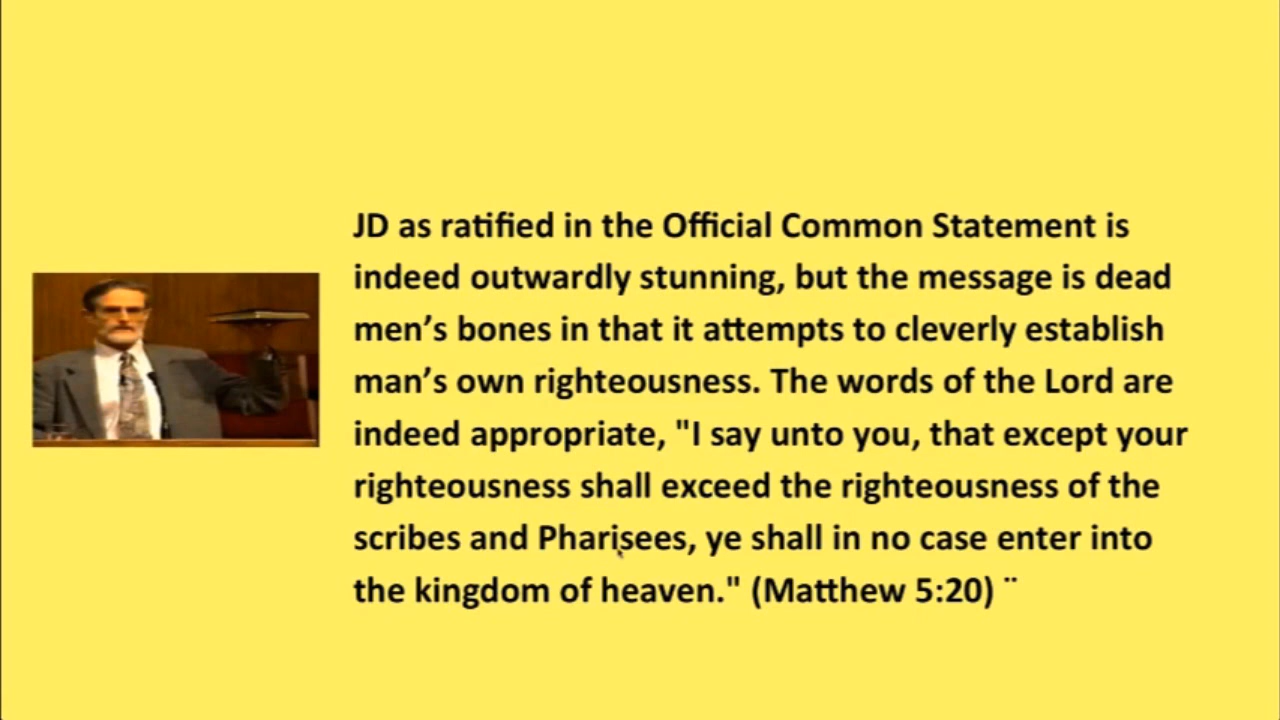 JD as ratified in the Official Common Statement is
indeed outwardly stunning, but the message is dead
men’s bones in that it attempts to cleverly establish
man’s own righteousness. The words of the Lord are
indeed appropriate, "I say unto you, that except your
righteousness shall exceed the righteousness of the
scribes and Pharisees, ye shall in no case enter into
the kingdom of heaven." (Matthew 5:20) ¨